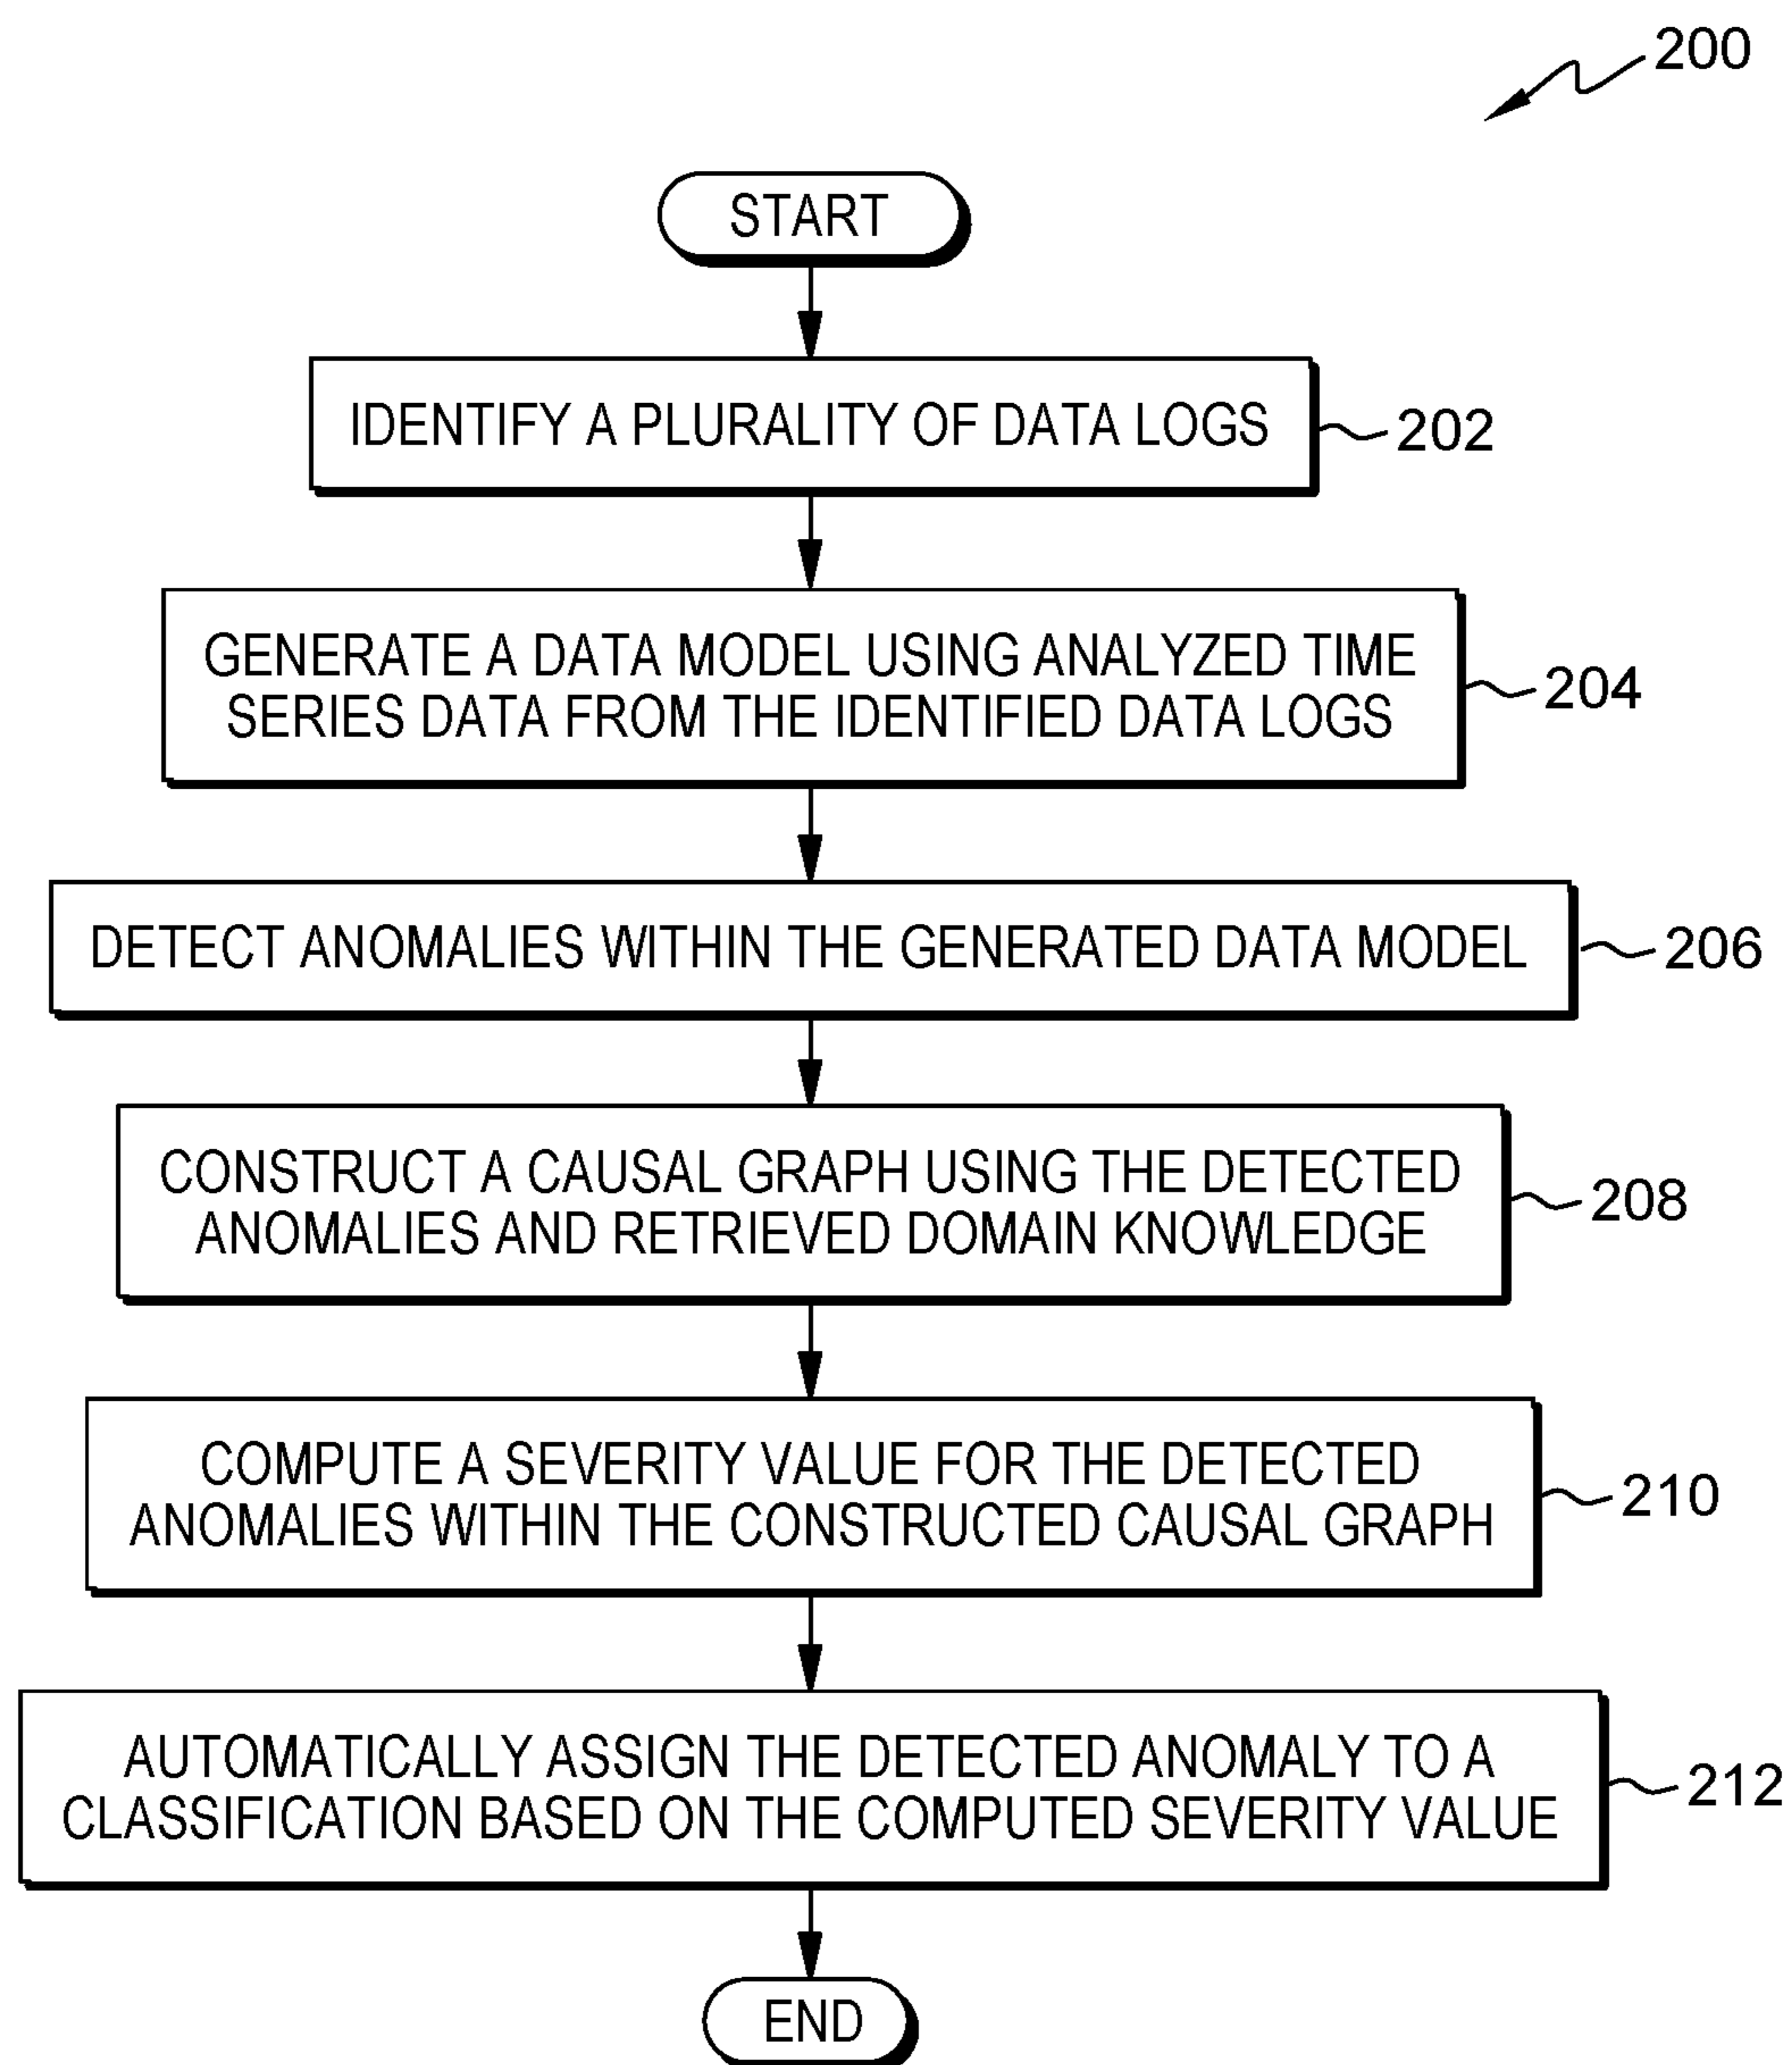 200
START
IDENTIFY A PLURALITY OF DATA LOGS
202
GENERATE A DATA MODEL USING ANALYZED TIME
SERIES DATA FROM THE IDENTIFIED DATA LOGS
204
DETECT ANOMALIES WITHIN THE GENERATED DATA MODEL
206
CONSTRUCT A CAUSAL GRAPH USING THE DETECTED
ANOMALIES AND RETRIEVED DOMAIN KNOWLEDGE
208
COMPUTE A SEVERITY VALUE FOR THE DETECTED
ANOMALIES WITHIN THE CONSTRUCTED CAUSAL GRAPH
210
AUTOMATICALLY ASSIGN THE DETECTED ANOMALY TO A
CLASSIFICATION BASED ON THE COMPUTED SEVERITY VALUE
212
END